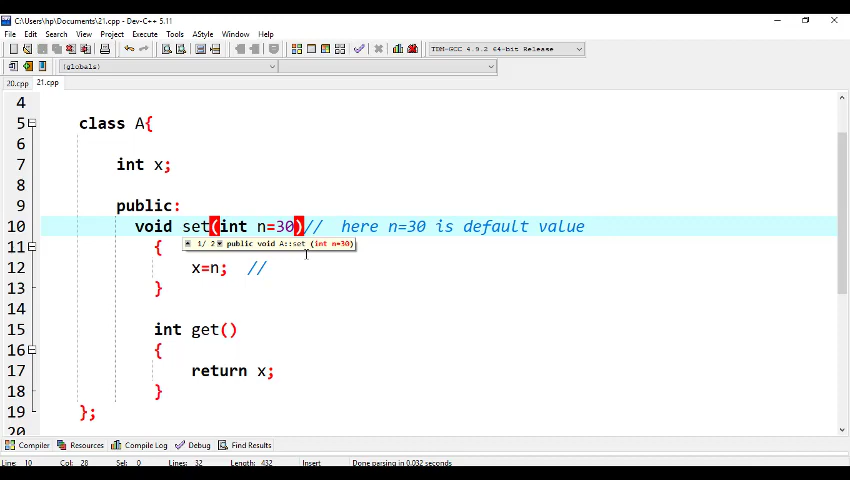 C:\Users\hp\Documents\21.cpp - Dev-C++ 5.11
File Edit Search View Project Execute Tools AStyle Window Help
TDM-GCC 4.9.2 64-bit Release
(globals)
20.cpp 21.cpp
4
5 class A{
6
7 int x;
8
9 public:
10 void set(int n=30)// here n=30 is default value
1/ 2 public void A::set (int n=30)
11 {
12 x=n; //
13 }
14
15 int get()
16 {
17 return x;
18 }
19 };
20
Compiler Resources Compile Log Debug Find Results
Line: 10 Col: 28 Sel: 0 Lines: 32 Length: 432 Insert Done parsing in 0.032 seconds